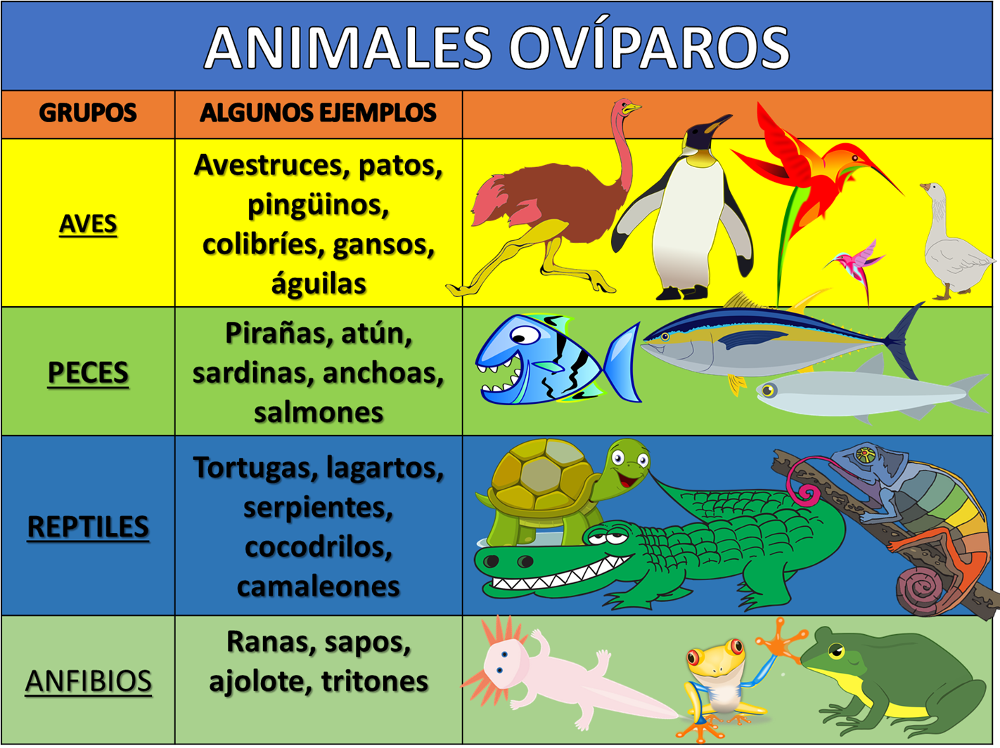 ANIMALES OVÍPAROS
GRUPOS
ALGUNOS EJEMPLOS
AVES
Avestruces, patos,
pingüinos,
colibríes, gansos,
águilas
PECES
Pirañas, atún,
sardinas, anchoas,
salmones
REPTILES
Tortugas, lagartos,
serpientes,
cocodrilos,
camaleones
ANFIBIOS
Ranas, sapos,
ajolote, tritones